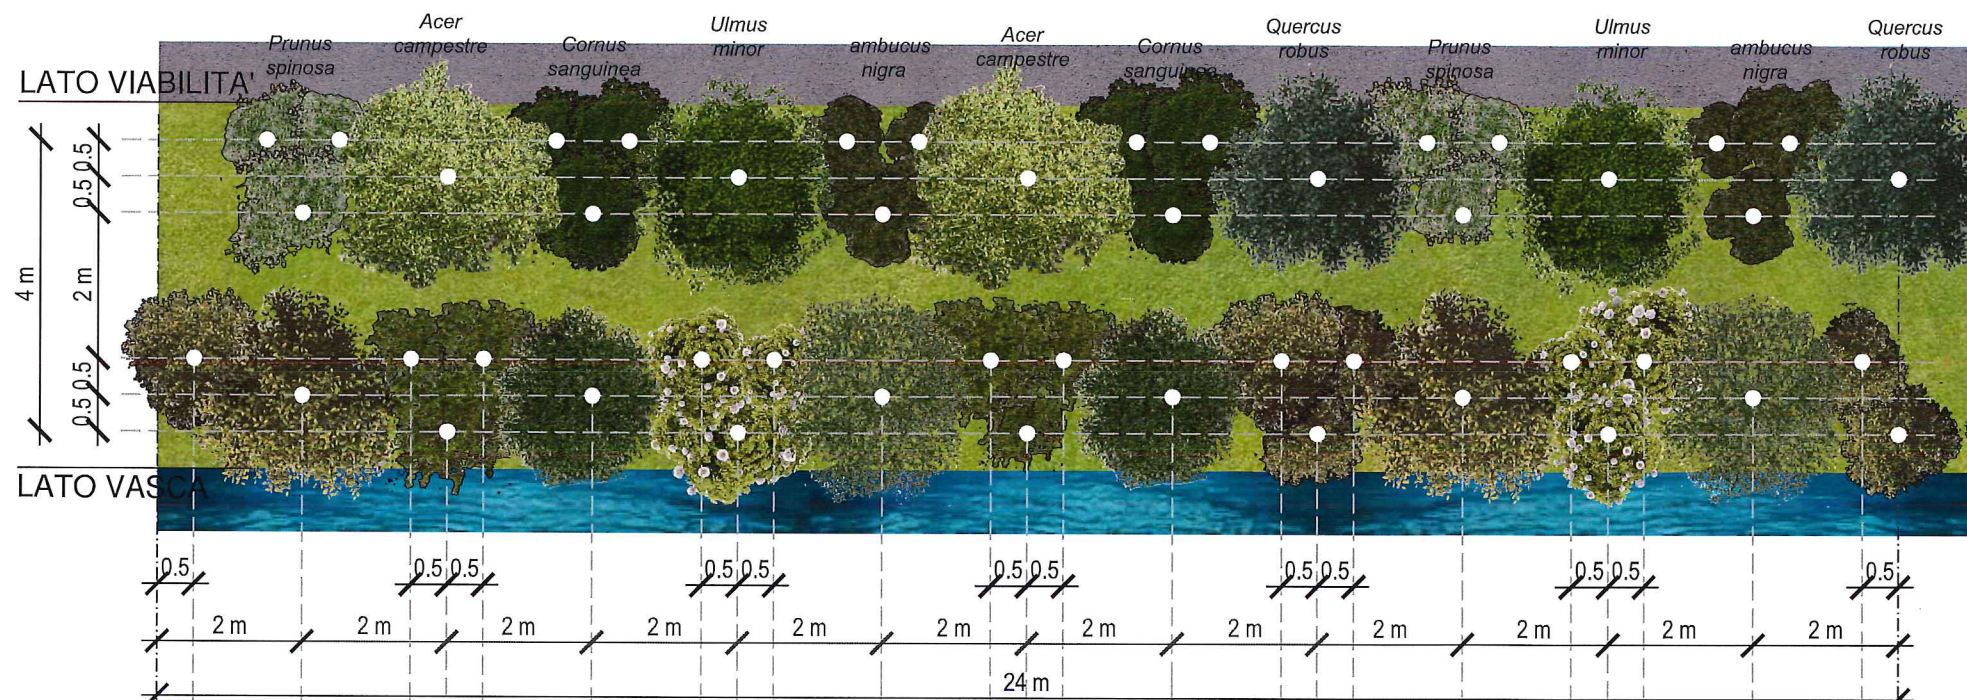 Prunus
spinosa
Acer
campestre
Cornus
sanguinea
Ulmus
minor
ambucus
nigra
Acer
campestre
Cornus
sanguinea
Quercus
robus
Prunus
spinosa
Ulmus
minor
ambucus
nigra
Quercus
robus
LATO VIABILITA'
4 m
0.5 0.5
2 m
0.5 0.5
LATO VASCA
0.5 0.5 0.5 0.5 0.5 0.5 0.5 0.5 0.5 0.5 0.5 0.5
2 m 2 m 2 m 2 m 2 m 2 m 2 m 2 m 2 m 2 m 2 m 2 m
24 m